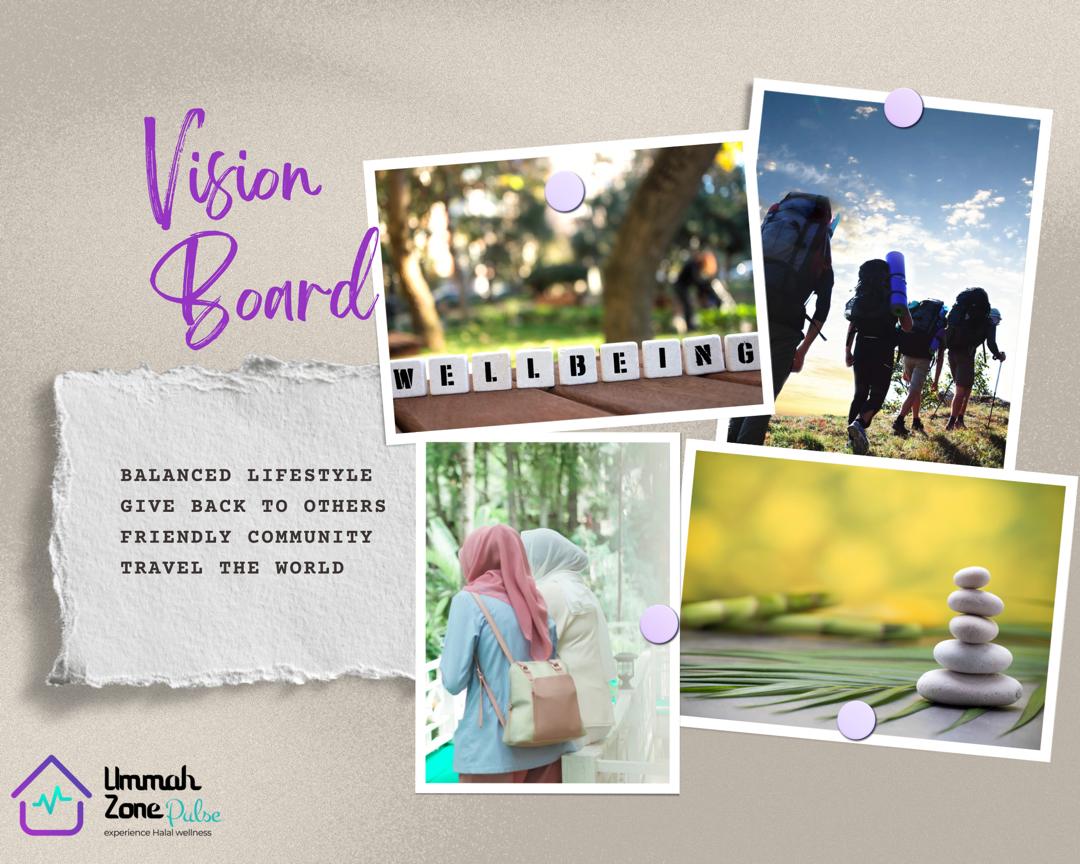 Vision
Board
WELLBEING
BALANCED LIFESTYLE
GIVE BACK TO OTHERS
FRIENDLY COMMUNITY
TRAVEL THE WORLD
Ummah
Zone Pulse
experience Halal wellness